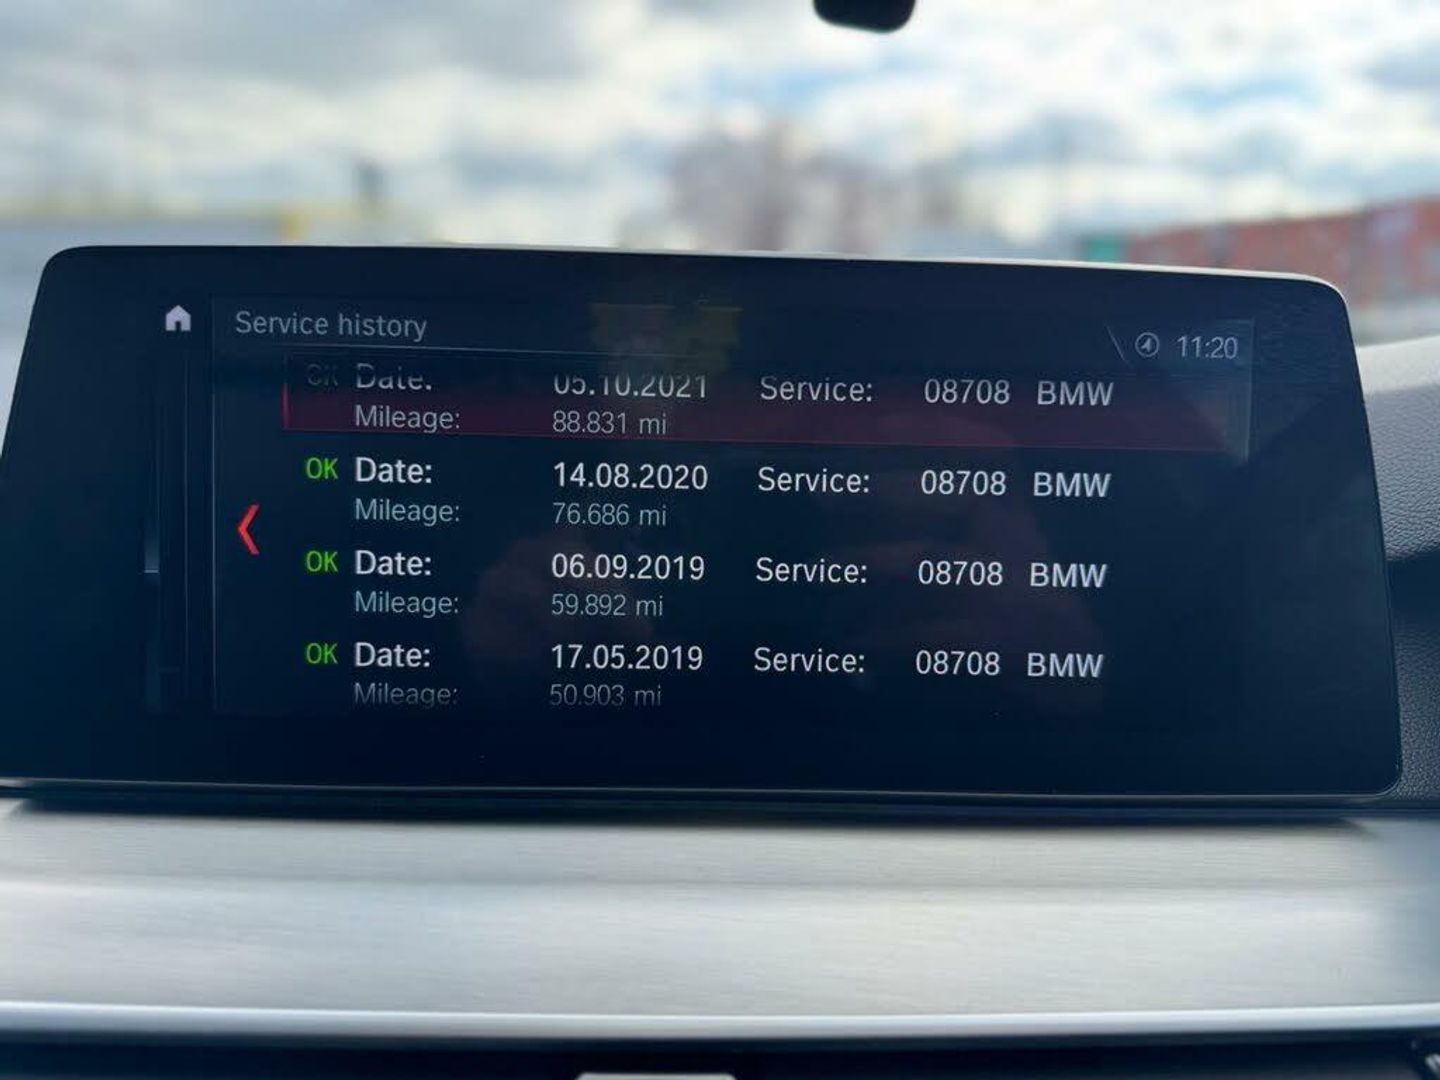 Service history
11:20
OK Date: 05.10.2021 Service: 08708 BMW
Mileage: 88.831 mi
OK Date: 14.08.2020 Service: 08708 BMW
Mileage: 76.686 mi
OK Date: 06.09.2019 Service: 08708 BMW
Mileage: 59.892 mi
OK Date: 17.05.2019 Service: 08708 BMW
Mileage: 50.903 mi